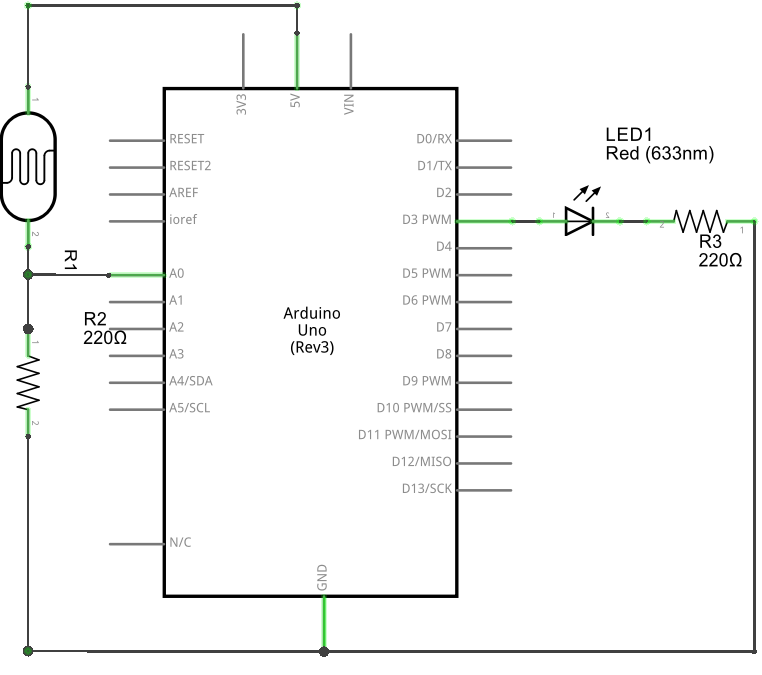 3V3
5V
VIN
1
2
R1
R2
220Ω
1
2
RESET
RESET2
AREF
ioref
A0
A1
A2
A3
A4/SDA
A5/SCL
N/C
Arduino
Uno
(Rev3)
D0/RX
D1/TX
D2
D3 PWM
D4
D5 PWM
D6 PWM
D7
D8
D9 PWM
D10 PWM/SS
D11 PWM/MOSI
D12/MISO
D13/SCK
GND
LED1
Red (633nm)
1
2
2
1
R3
220Ω